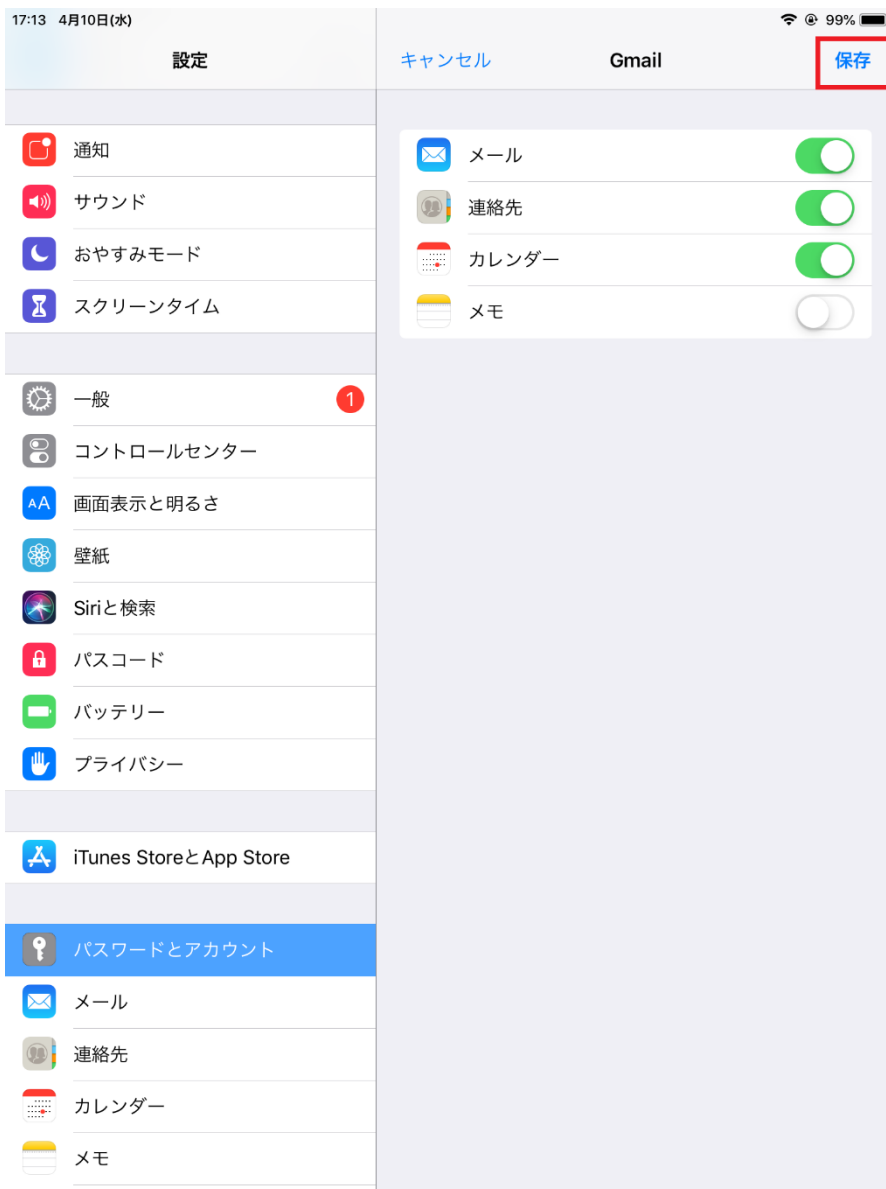 17:13 4月10日(水)
99%
設定
キャンセル
Gmail
保存
通知
サウンド
おやすみモード
スクリーンタイム
一般
1
コントロールセンター
AA 画面表示と明るさ
壁紙
Siriと検索
パスコード
バッテリー
プライバシー
iTunes StoreとApp Store
パスワードとアカウント
メール
連絡先
カレンダー
メモ
メール
連絡先
カレンダー
メモ